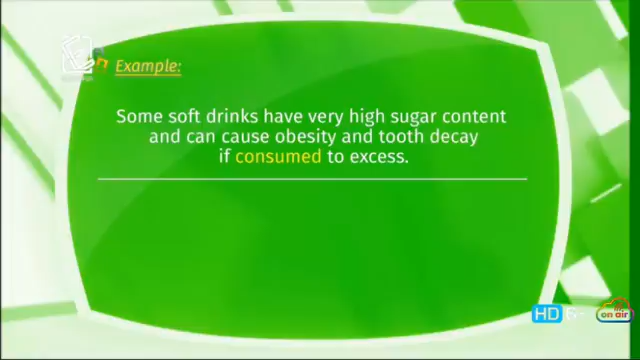 Example:
Some soft drinks have very high sugar content
and can cause obesity and tooth decay
if consumed to excess.
HD
on air